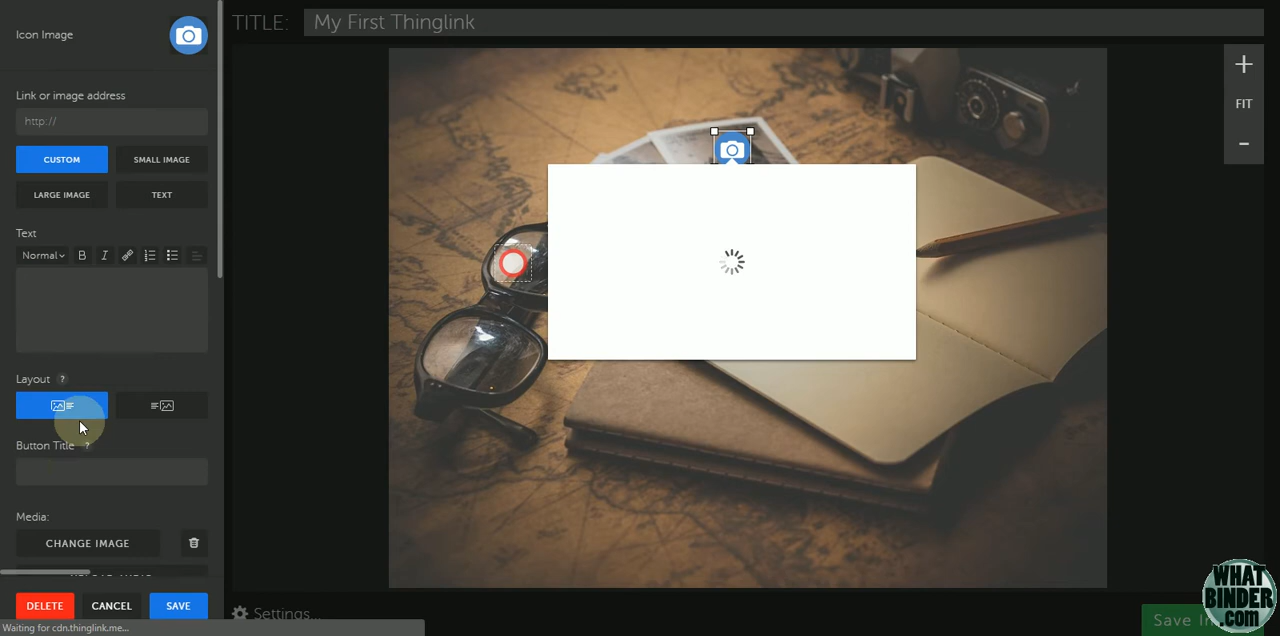 Icon Image
TITLE: My First Thinglink
Link or image address
http://
CUSTOM SMALL IMAGE
LARGE IMAGE TEXT
Text
Normal B I
Layout ?
Button Title ?
Media:
CHANGE IMAGE
DELETE CANCEL SAVE
Waiting for cdn.thinglink.me...
FIT
Settings...
Save
WHAT
BINDER
.COM